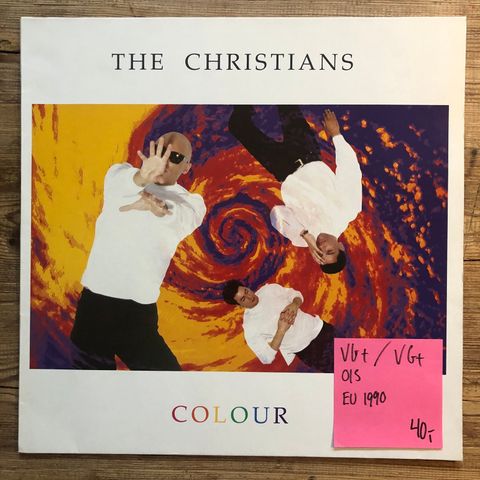 THE CHRISTIANS
COLOUR
VG+ / VG+
OIS
EU 1990
40,-